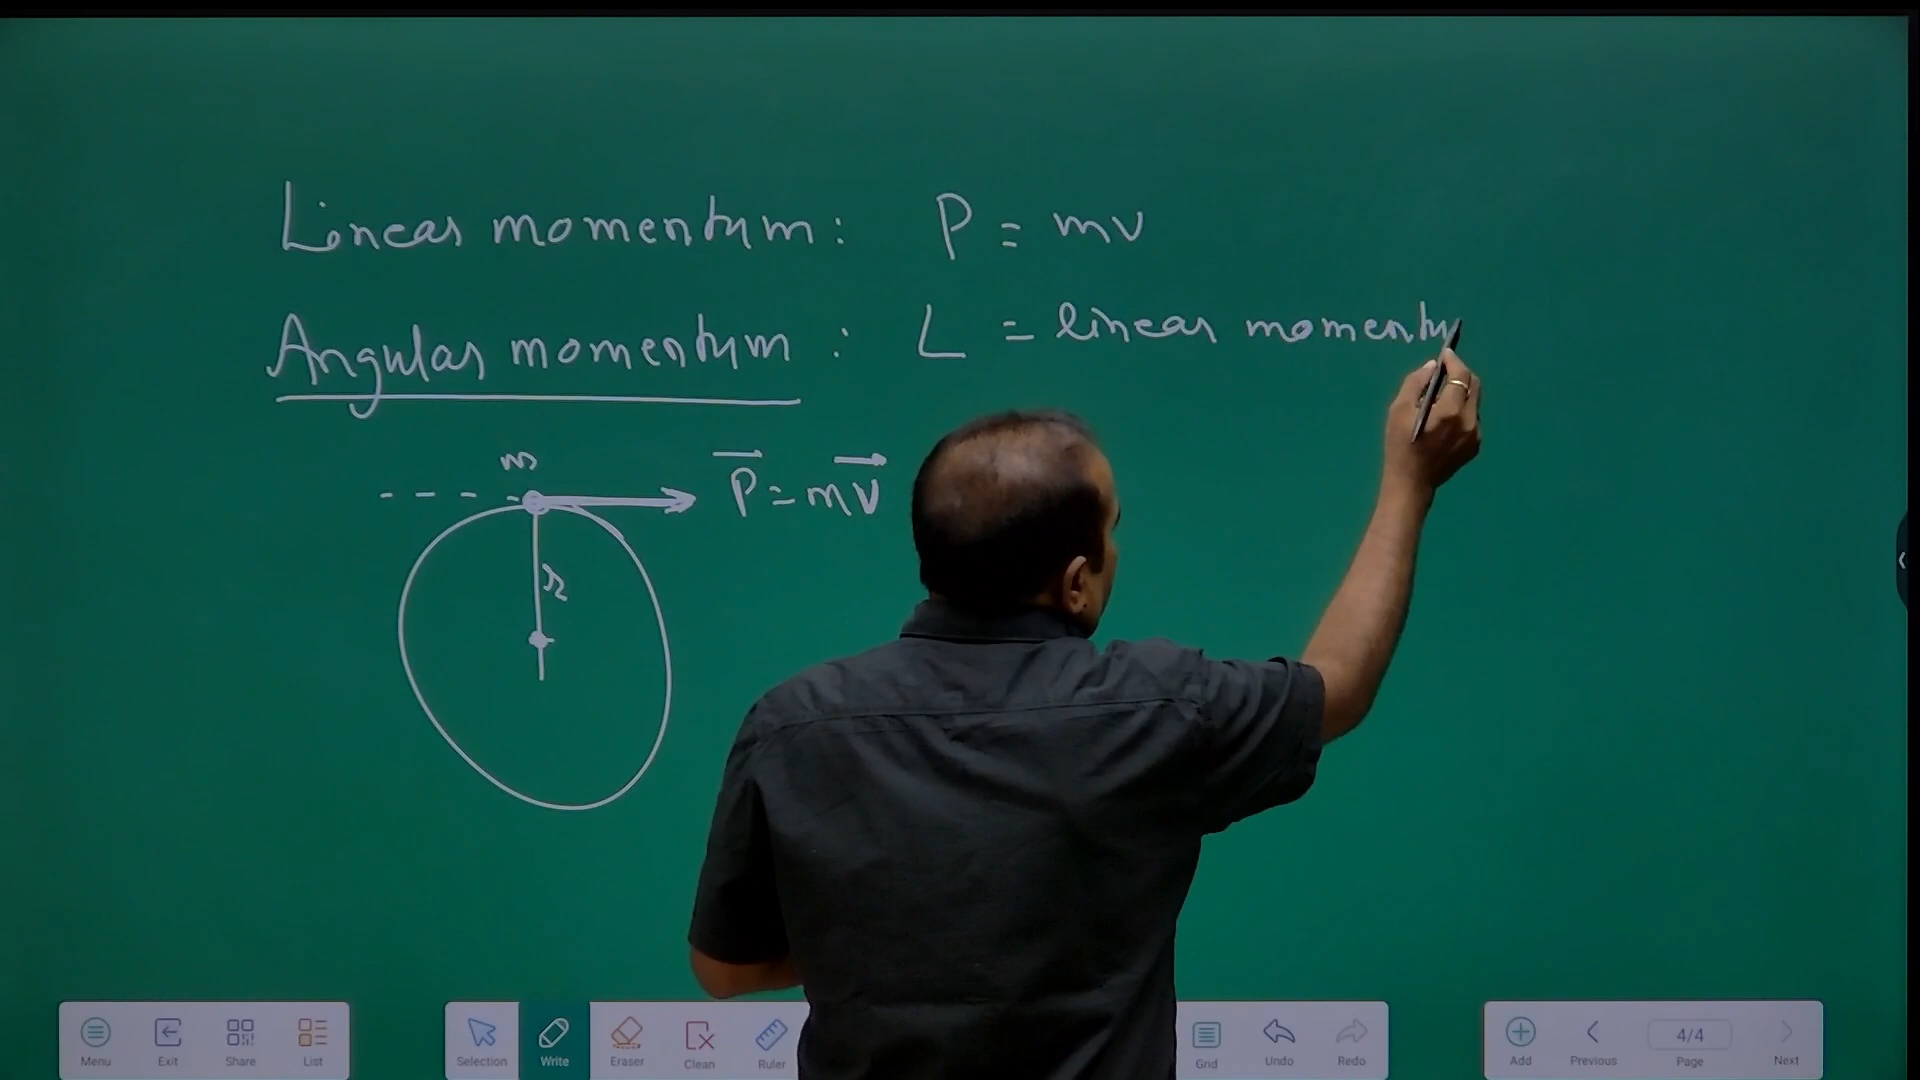 Linear momentum: P = mv
Angular momentum : L = linear momentu
m
P = mv
r
Menu Exit Share List Selection Write Eraser Clean Ruler Grid Undo Redo Add Previous 4/4 Page Next